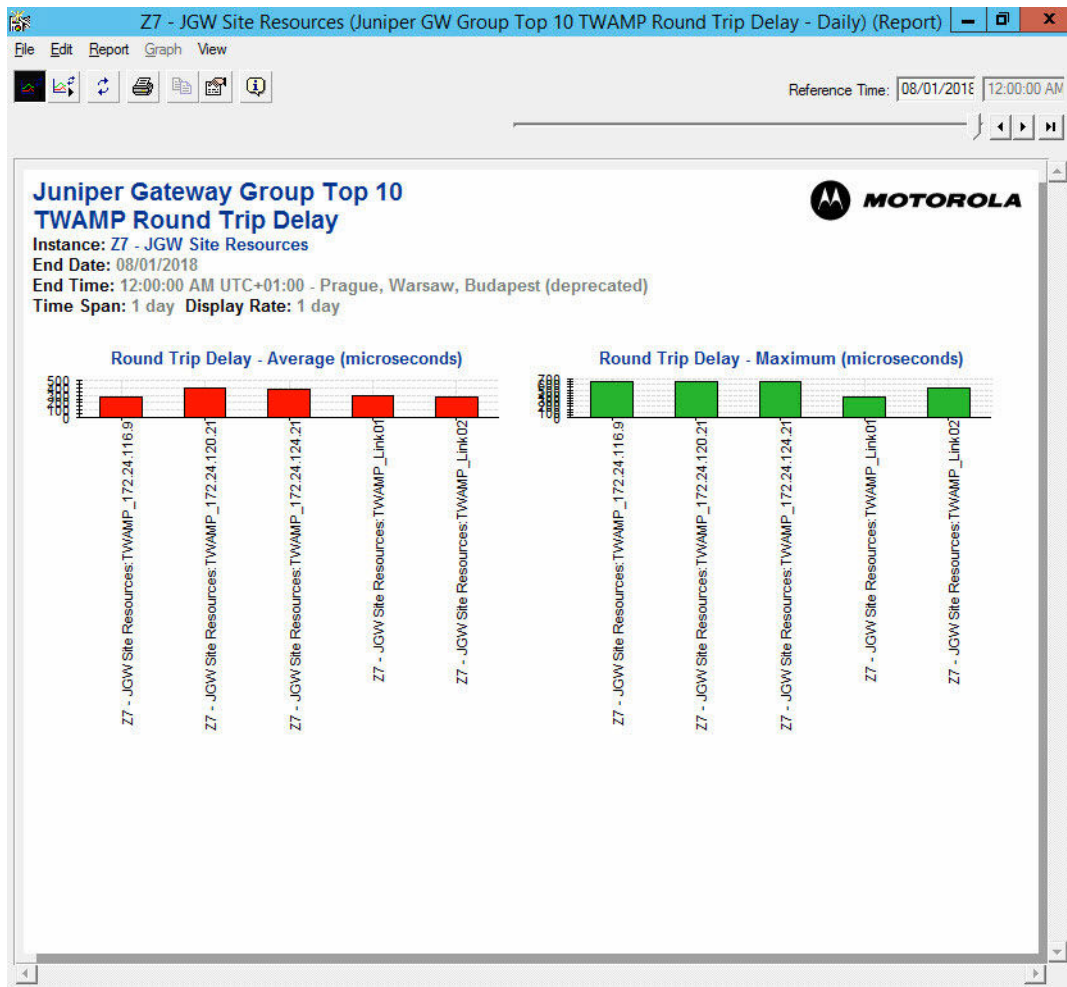 Z7 - JGW Site Resources (Juniper GW Group Top 10 TWAMP Round Trip Delay - Daily) (Report)
File Edit Report Graph View
Reference Time: 08/01/2018 12:00:00 AM
Juniper Gateway Group Top 10
TWAMP Round Trip Delay
MOTOROLA
Instance: Z7 - JGW Site Resources
End Date: 08/01/2018
End Time: 12:00:00 AM UTC+01:00 - Prague, Warsaw, Budapest (deprecated)
Time Span: 1 day Display Rate: 1 day
Round Trip Delay - Average (microseconds)
500
400
300
200
100
0
Z7 - JGW Site Resources:TWAMP_172.24.116.9
Z7 - JGW Site Resources:TWAMP_172.24.120.21
Z7 - JGW Site Resources:TWAMP_172.24.124.21
Z7 - JGW Site Resources:TWAMP_Link01
Z7 - JGW Site Resources:TWAMP_Link02
Round Trip Delay - Maximum (microseconds)
700
100
0
Z7 - JGW Site Resources:TWAMP_172.24.116.9
Z7 - JGW Site Resources:TWAMP_172.24.120.21
Z7 - JGW Site Resources:TWAMP_172.24.124.21
Z7 - JGW Site Resources:TWAMP_Link01
Z7 - JGW Site Resources:TWAMP_Link02